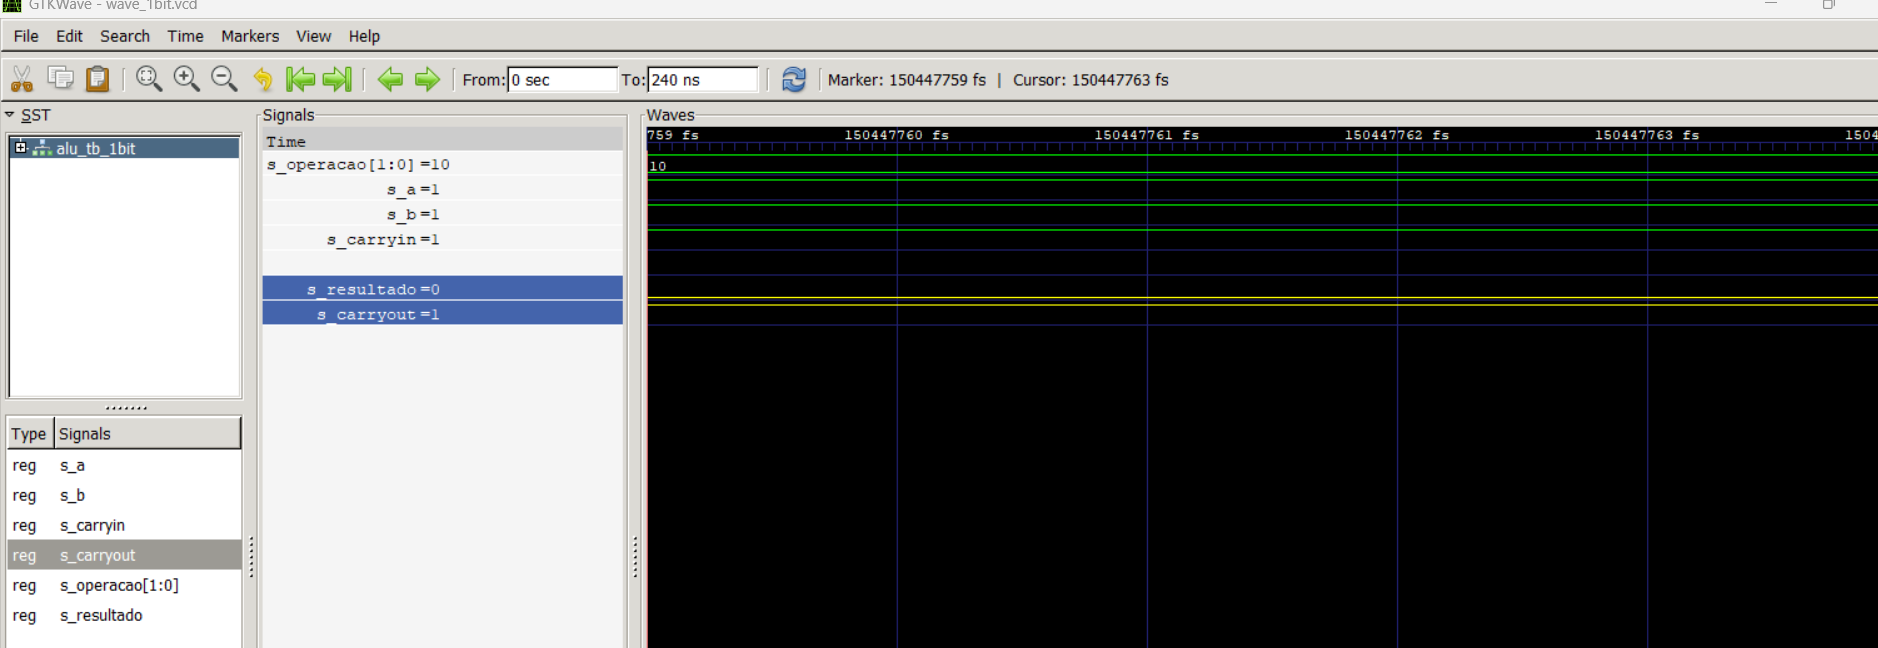 GTKWave - wave_1bit.vcd
File Edit Search Time Markers View Help
From: 0 sec To: 240 ns Marker: 150447759 fs | Cursor: 150447763 fs
SST
alu_tb_1bit
Type Signals
reg s_a
reg s_b
reg s_carryin
reg s_carryout
reg s_operacao[1:0]
reg s_resultado
Signals
Time
s_operacao[1:0] =10
s_a =1
s_b =1
s_carryin =1
s_resultado =0
s_carryout =1
Waves
759 fs 150447760 fs 150447761 fs 150447762 fs 150447763 fs 1504
10